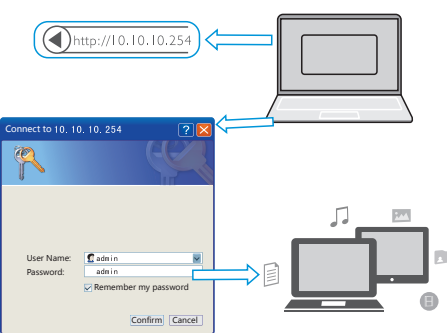 http://10.10.10.254
Connect to 10. 10. 10. 254
User Name: admin
Password: admin
Remember my password
Confirm Cancel